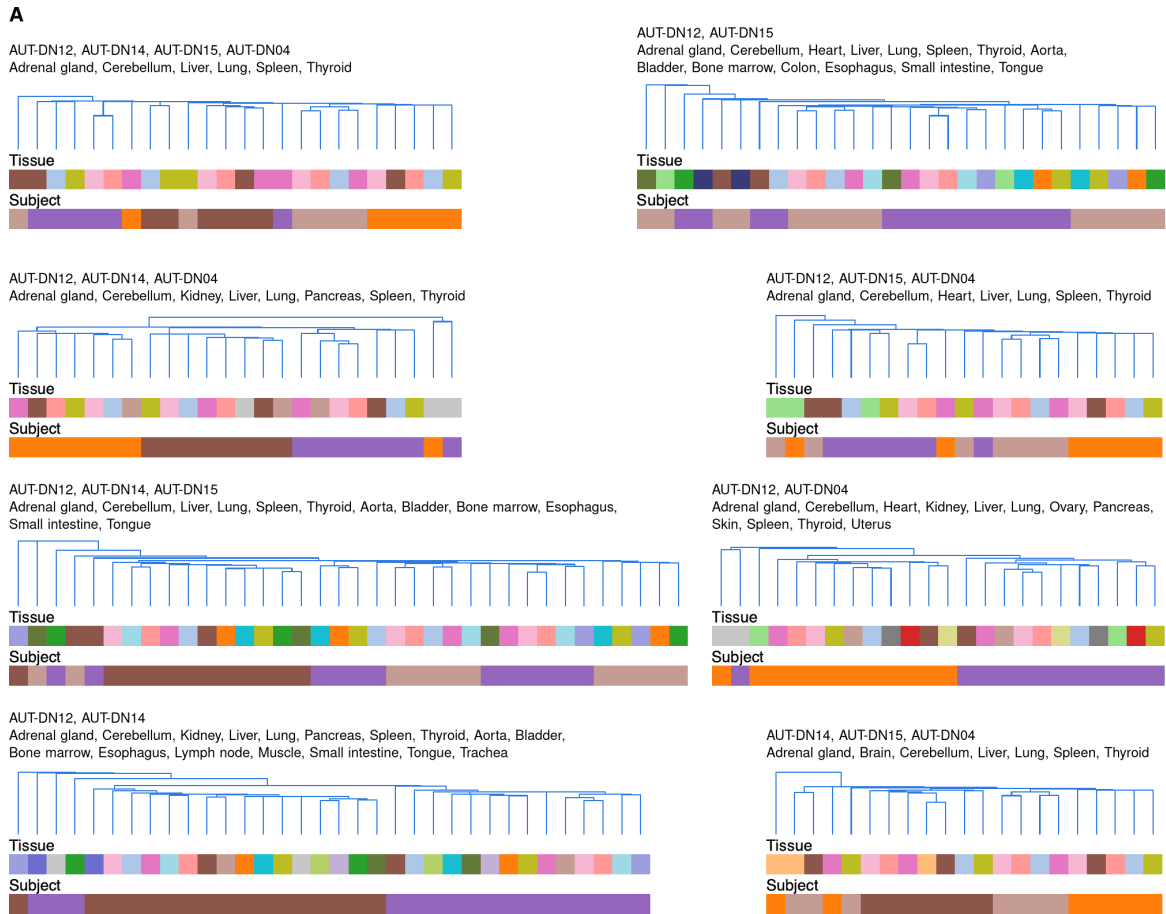 A
AUT-DN12, AUT-DN14, AUT-DN15, AUT-DN04
Adrenal gland, Cerebellum, Liver, Lung, Spleen, Thyroid
Tissue
Subject
AUT-DN12, AUT-DN15
Adrenal gland, Cerebellum, Heart, Liver, Lung, Spleen, Thyroid, Aorta,
Bladder, Bone marrow, Colon, Esophagus, Small intestine, Tongue
Tissue
Subject
AUT-DN12, AUT-DN14, AUT-DN04
Adrenal gland, Cerebellum, Kidney, Liver, Lung, Pancreas, Spleen, Thyroid
Tissue
Subject
AUT-DN12, AUT-DN15, AUT-DN04
Adrenal gland, Cerebellum, Heart, Liver, Lung, Spleen, Thyroid
Tissue
Subject
AUT-DN12, AUT-DN14, AUT-DN15
Adrenal gland, Cerebellum, Liver, Lung, Spleen, Thyroid, Aorta, Bladder, Bone marrow, Esophagus,
Small intestine, Tongue
Tissue
Subject
AUT-DN12, AUT-DN04
Adrenal gland, Cerebellum, Heart, Kidney, Liver, Lung, Ovary, Pancreas,
Skin, Spleen, Thyroid, Uterus
Tissue
Subject
AUT-DN12, AUT-DN14
Adrenal gland, Cerebellum, Kidney, Liver, Lung, Pancreas, Spleen, Thyroid, Aorta, Bladder,
Bone marrow, Esophagus, Lymph node, Muscle, Small intestine, Tongue, Trachea
Tissue
Subject
AUT-DN14, AUT-DN15, AUT-DN04
Adrenal gland, Brain, Cerebellum, Liver, Lung, Spleen, Thyroid
Tissue
Subject